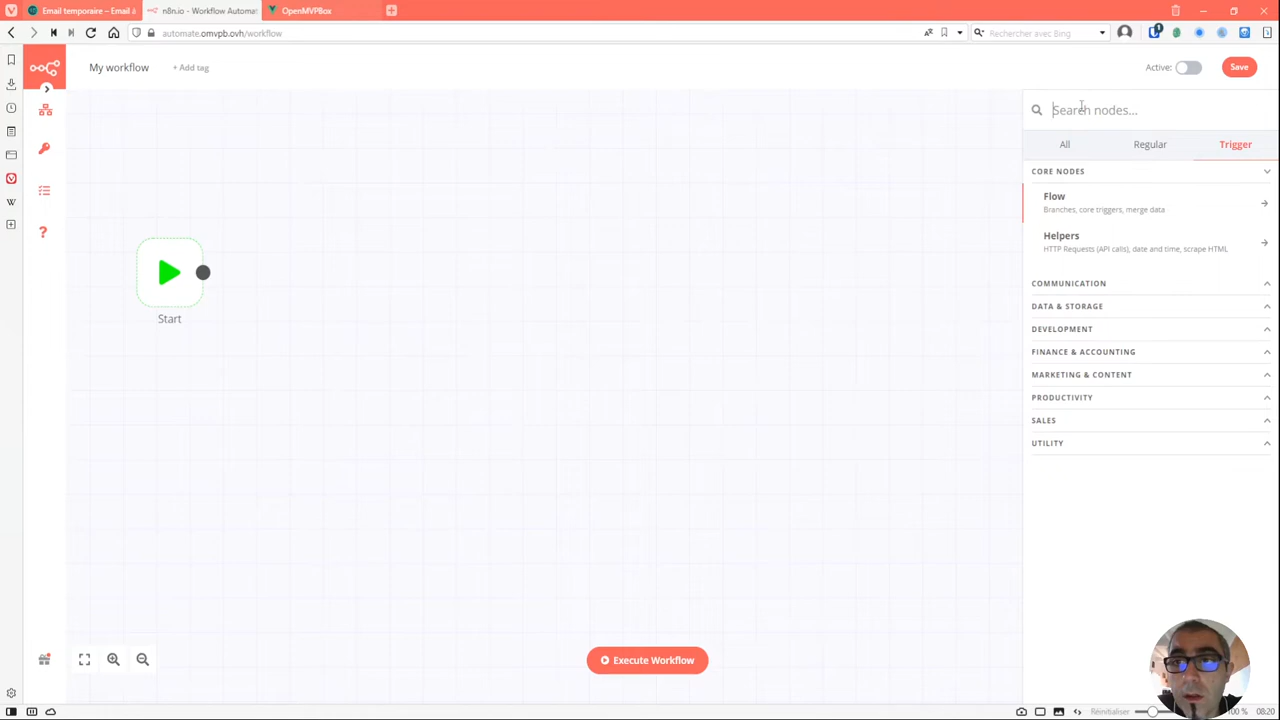 Email temporaire – Email à
n8n.io - Workflow Automat
OpenMVPBox
automate.omvpb.ovh/workflow
Rechercher avec Bing
1
My workflow
+ Add tag
Active:
Save
Search nodes...
All
Regular
Trigger
CORE NODES
Flow
Branches, core triggers, merge data
Helpers
HTTP Requests (API calls), date and time, scrape HTML
COMMUNICATION
DATA & STORAGE
DEVELOPMENT
FINANCE & ACCOUNTING
MARKETING & CONTENT
PRODUCTIVITY
SALES
UTILITY
W
?
Start
Execute Workflow
Réinitialiser
00 %
08:20